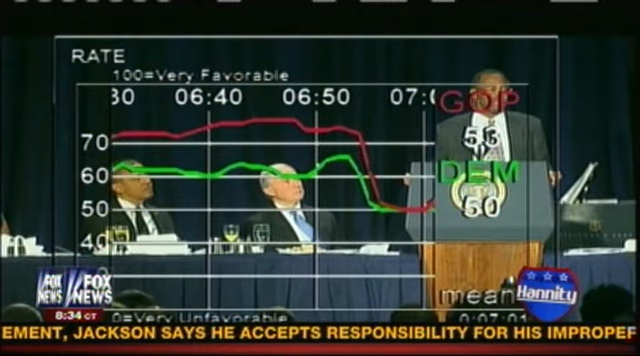 RATE
100=Very Favorable
30 06:40 06:50 07:0
GOP
70
53
DEM
60
50
50
40
FOX NEWS FOX NEWS
mean
Hannity
8:34 CT
0=Very Unfavorable
0:07:01
EMENT, JACKSON SAYS HE ACCEPTS RESPONSIBILITY FOR HIS IMPROPER